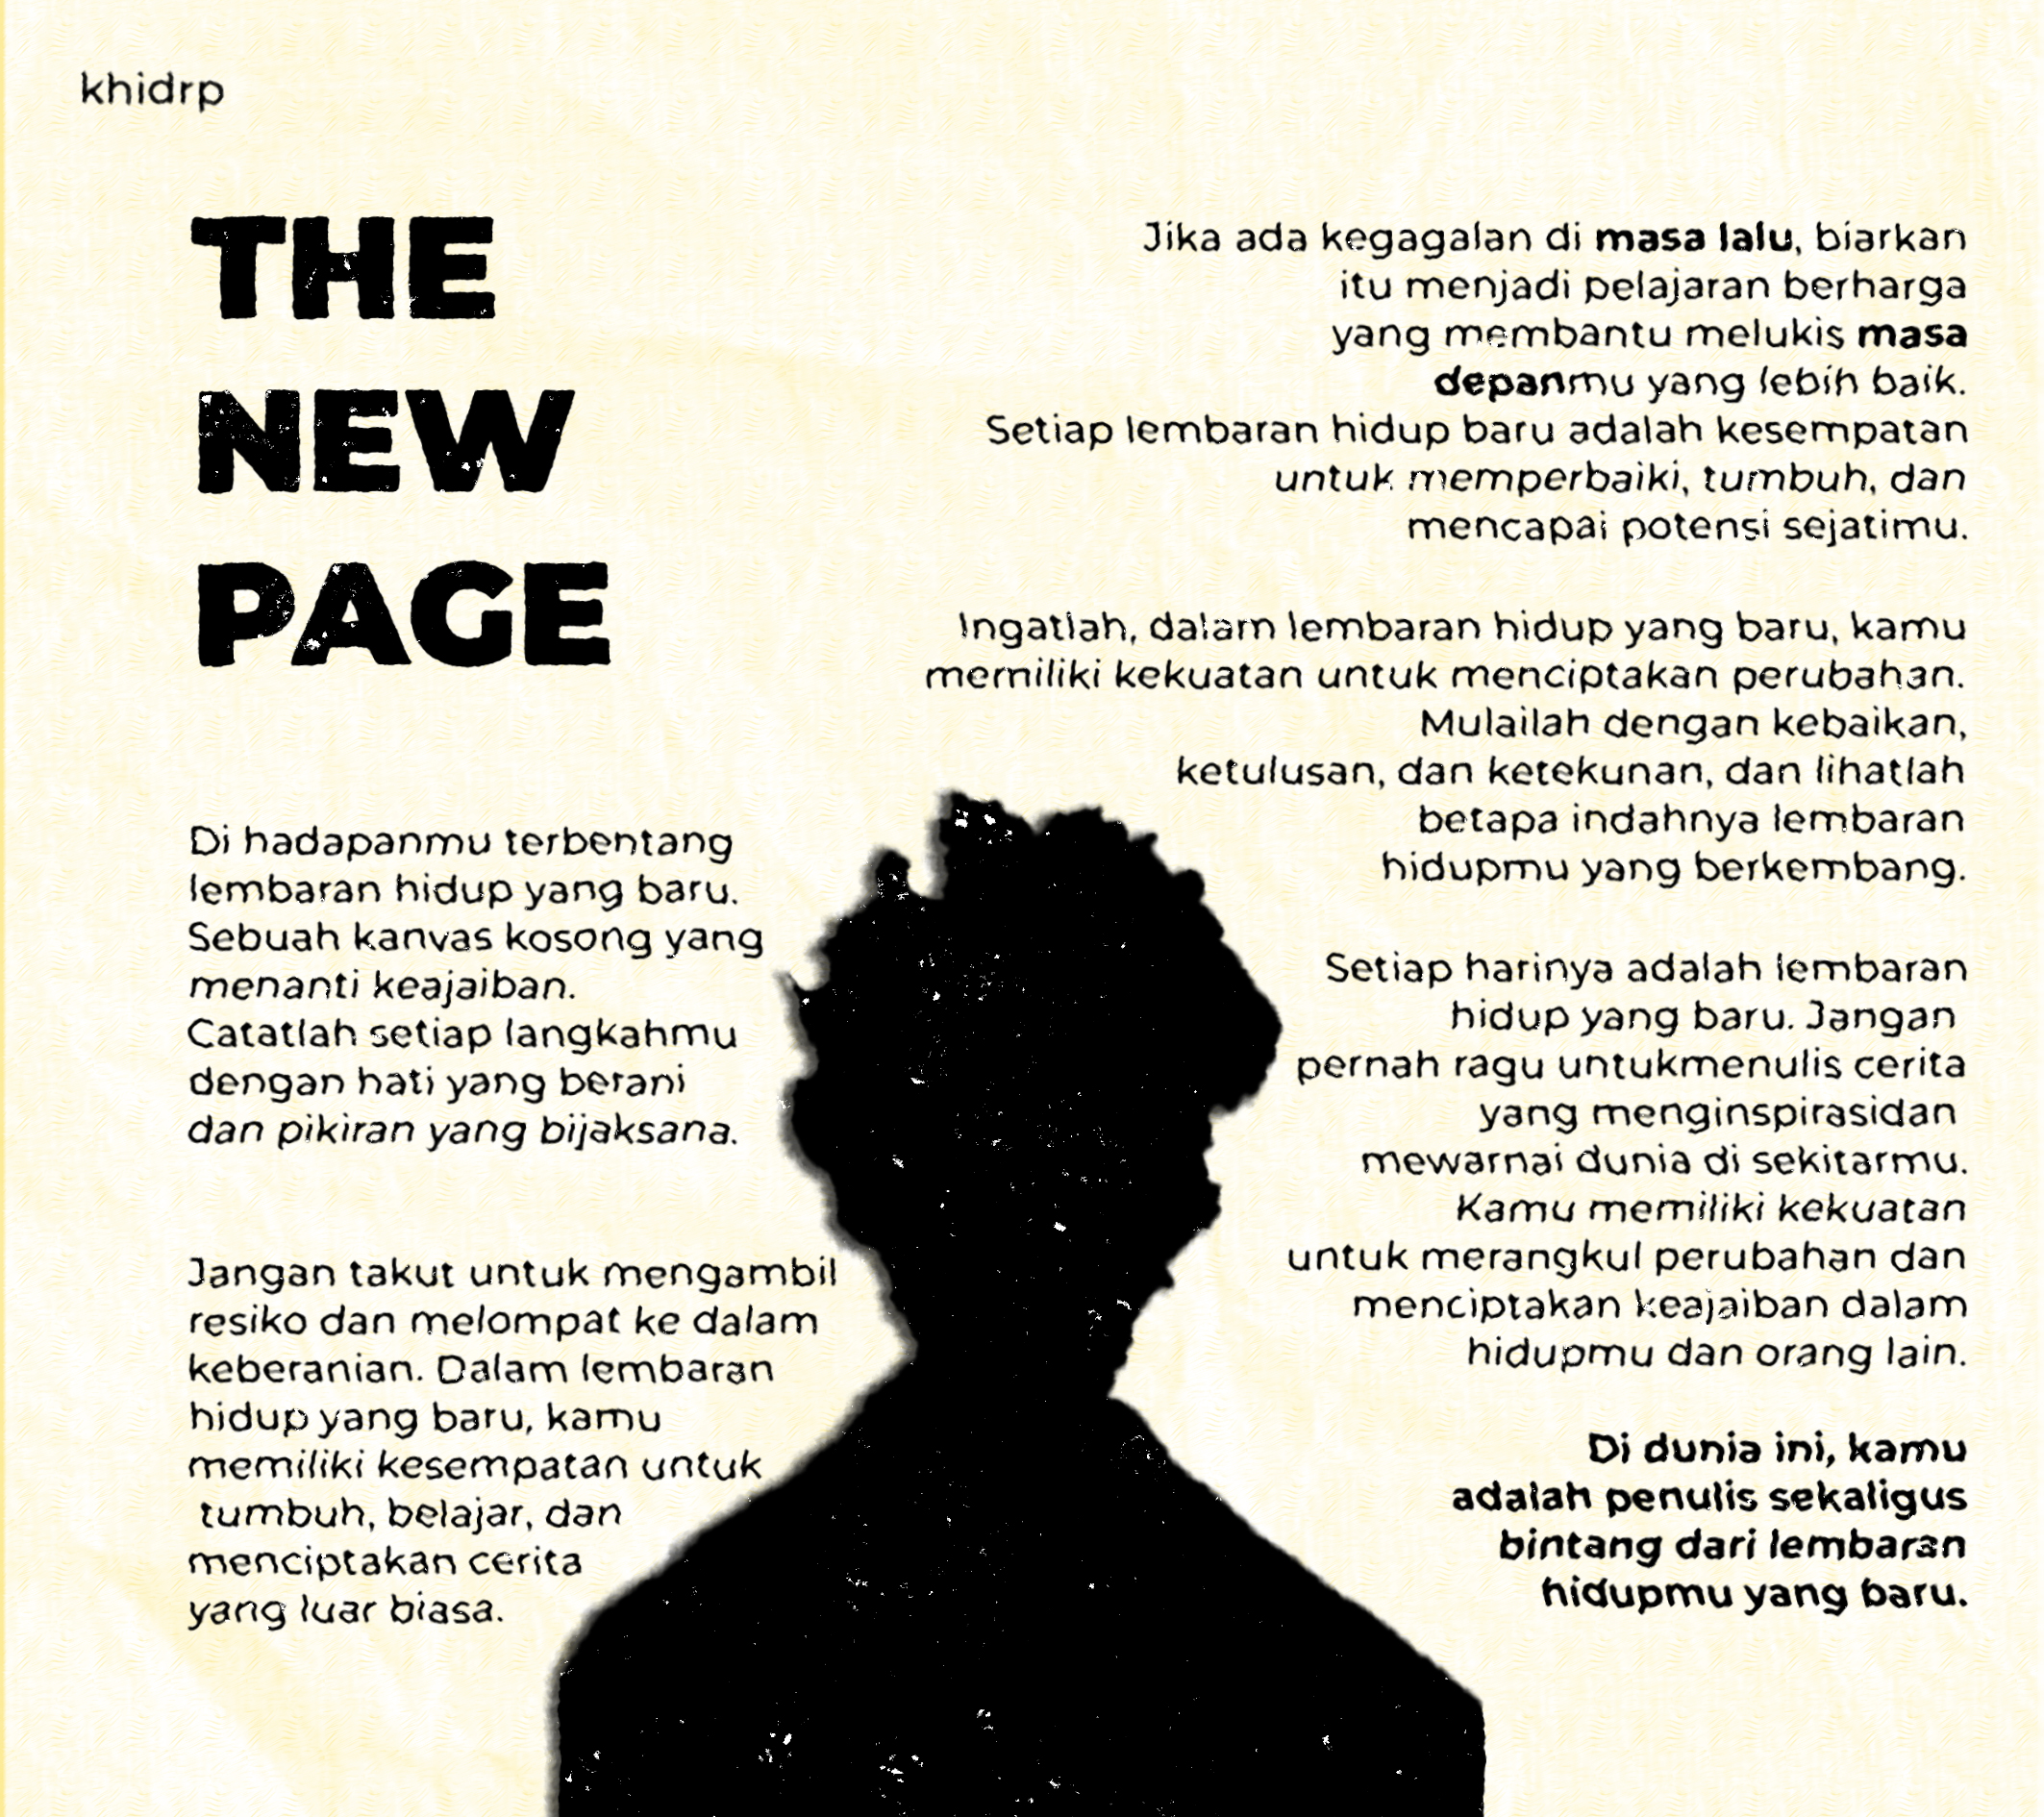 khidrp
THE
NEW
PAGE
Di hadapanmu terbentang
lembaran hidup yang baru.
Sebuah kanvas kosong yang
menanti keajaiban.
Catatlah setiap langkahmu
dengan hati yang berani
dan pikiran yang bijaksana.
Jangan takut untuk mengambil
resiko dan melompat ke dalam
keberanian. Dalam lembaran
hidup yang baru, kamu
memiliki kesempatan untuk
tumbuh, belajar, dan
menciptakan cerita
yang luar biasa.
Jika ada kegagalan di masa lalu, biarkan
itu menjadi pelajaran berharga
yang membantu melukis masa
depanmu yang lebih baik.
Setiap lembaran hidup baru adalah kesempatan
untuk memperbaiki, tumbuh, dan
mencapai potensi sejatimu.
Ingatlah, dalam lembaran hidup yang baru, kamu
memiliki kekuatan untuk menciptakan perubahan.
Mulailah dengan kebaikan,
ketulusan, dan ketekunan, dan lihatlah
betapa indahnya lembaran
hidupmu yang berkembang.
Setiap harinya adalah lembaran
hidup yang baru. Jangan
pernah ragu untukmenulis cerita
yang menginspirasidan
mewarnai dunia di sekitarmu.
Kamu memiliki kekuatan
untuk merangkul perubahan dan
menciptakan keajaiban dalam
hidupmu dan orang lain.
Di dunia ini, kamu
adalah penulis sekaligus
bintang dari lembaran
hidupmu yang baru.